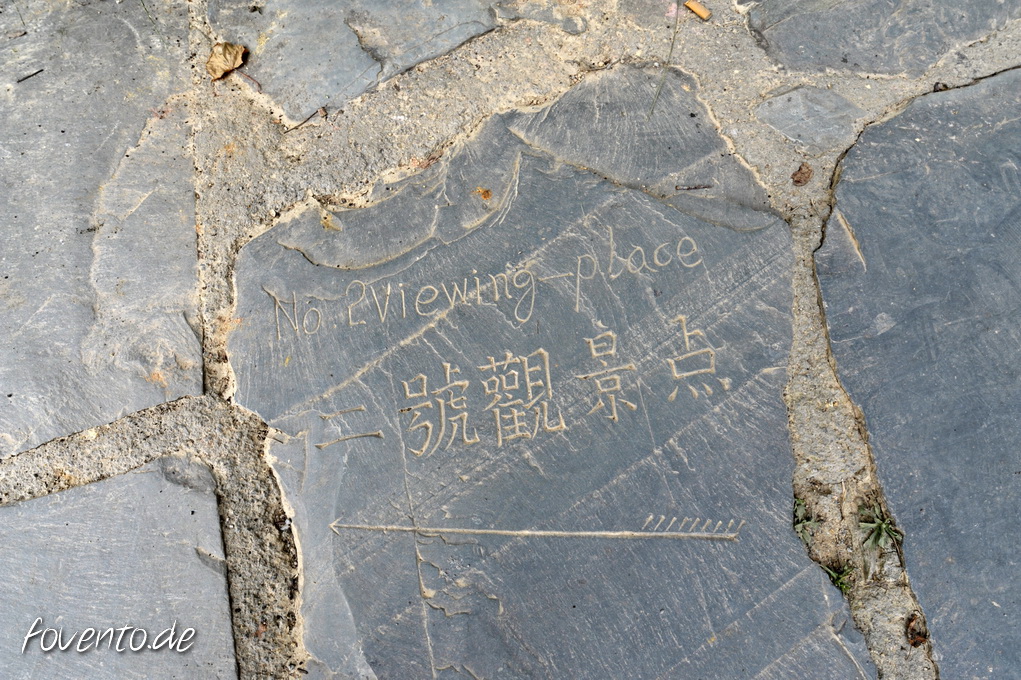 No.2Viewing-place
二號觀景点
fovento.de